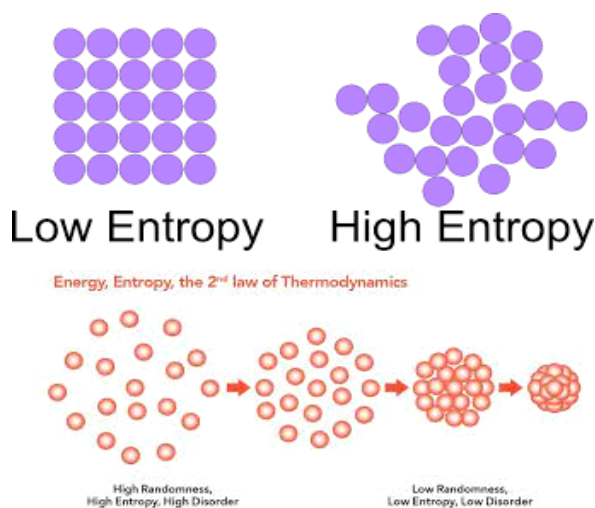 Low Entropy
High Entropy
Energy, Entropy, the 2nd law of Thermodynamics
High Randomness,
High Entropy, High Disorder
Low Randomness,
Low Entropy, Low Disorder